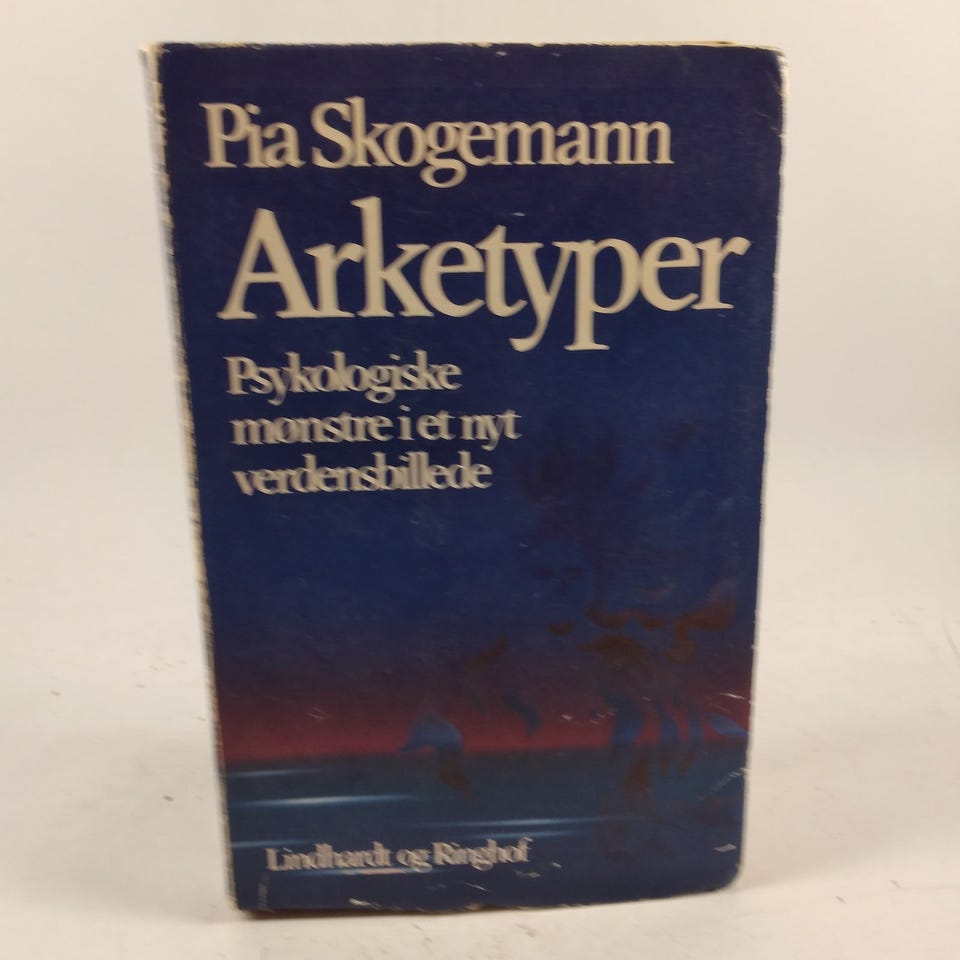 Pia Skogemann
Arketyper
Psykologiske
mønstre i et nyt
verdensbillede
Lindhardt og Ringhof